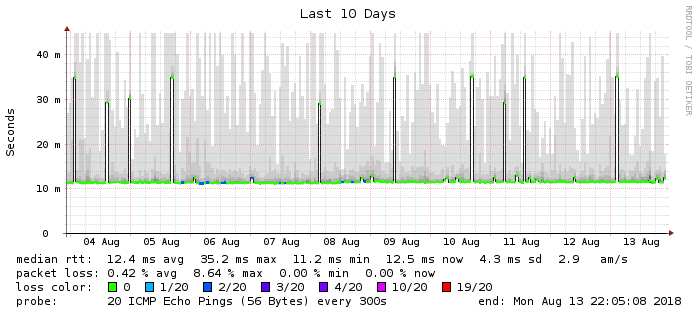 Last 10 Days
RRDTOOL / TOBI OETIKER
Seconds
40 m
30 m
20 m
10 m
0
04 Aug 05 Aug 06 Aug 07 Aug 08 Aug 09 Aug 10 Aug 11 Aug 12 Aug 13 Aug
median rtt: 12.4 ms avg 35.2 ms max 11.2 ms min 12.5 ms now 4.3 ms sd 2.9 am/s
packet loss: 0.42 % avg 8.64 % max 0.00 % min 0.00 % now
loss color: 0 1/20 2/20 3/20 4/20 10/20 19/20
probe: 20 ICMP Echo Pings (56 Bytes) every 300s end: Mon Aug 13 22:05:08 2018